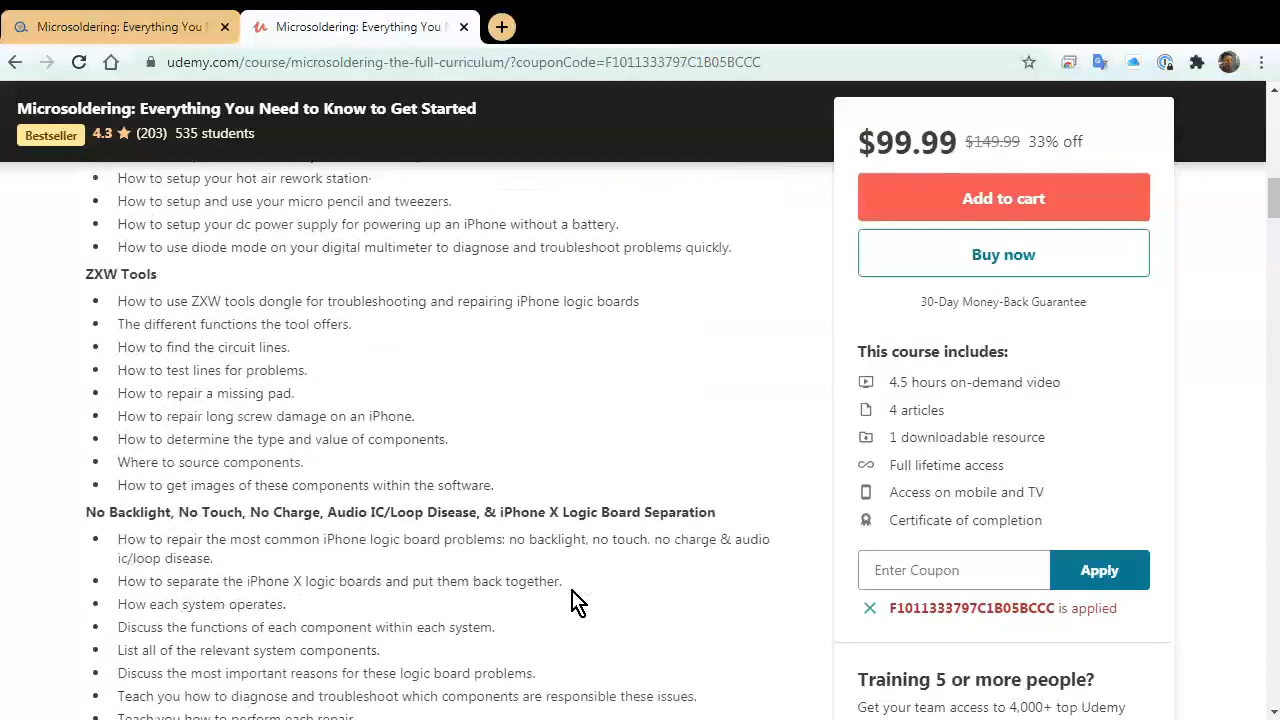 Microsoldering: Everything You
Microsoldering: Everything You
udemy.com/course/microsoldering-the-full-curriculum/?couponCode=F1011333797C1B05BCCC
Microsoldering: Everything You Need to Know to Get Started
Bestseller 4.3 (203) 535 students
How to setup your hot air rework station·
How to setup and use your micro pencil and tweezers.
How to setup your dc power supply for powering up an iPhone without a battery.
How to use diode mode on your digital multimeter to diagnose and troubleshoot problems quickly.
ZXW Tools
How to use ZXW tools dongle for troubleshooting and repairing iPhone logic boards
The different functions the tool offers.
How to find the circuit lines.
How to test lines for problems.
How to repair a missing pad.
How to repair long screw damage on an iPhone.
How to determine the type and value of components.
Where to source components.
How to get images of these components within the software.
No Backlight, No Touch, No Charge, Audio IC/Loop Disease, & iPhone X Logic Board Separation
How to repair the most common iPhone logic board problems: no backlight, no touch. no charge & audio
ic/loop disease.
How to separate the iPhone X logic boards and put them back together.
How each system operates.
Discuss the functions of each component within each system.
List all of the relevant system components.
Discuss the most important reasons for these logic board problems.
Teach you how to diagnose and troubleshoot which components are responsible these issues.
Teach you how to perform each repair.
$99.99 $149.99 33% off
Add to cart
Buy now
30-Day Money-Back Guarantee
This course includes:
4.5 hours on-demand video
4 articles
1 downloadable resource
Full lifetime access
Access on mobile and TV
Certificate of completion
Enter Coupon Apply
F1011333797C1B05BCCC is applied
Training 5 or more people?
Get your team access to 4,000+ top Udemy